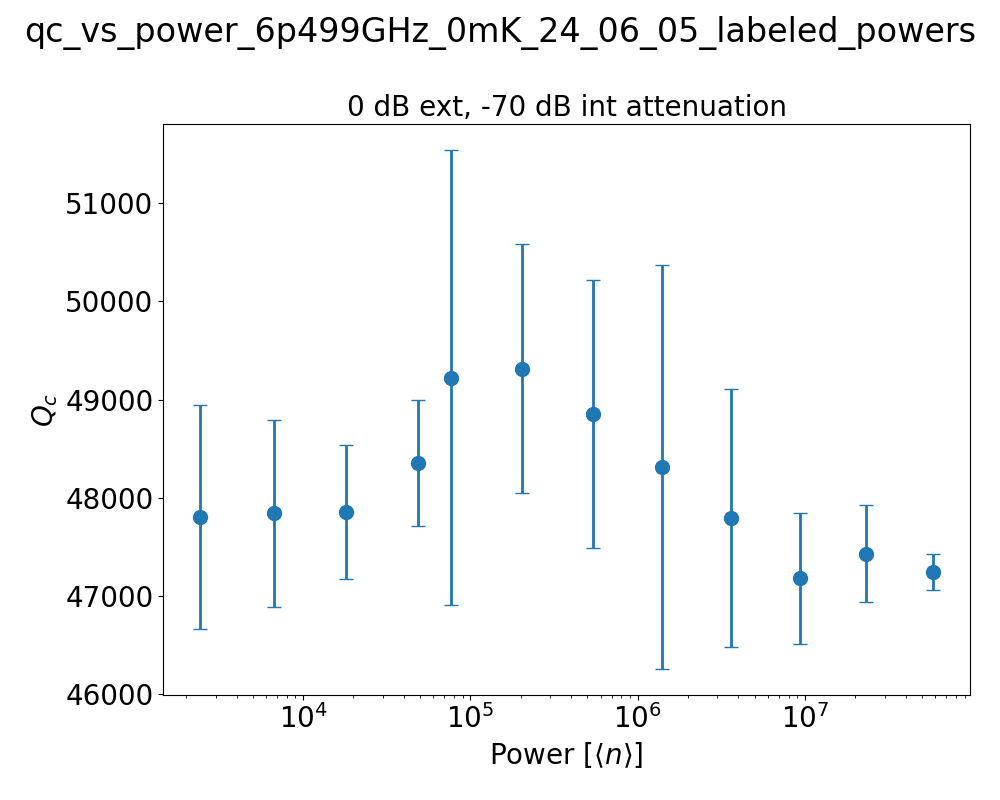 qc_vs_power_6p499GHz_0mK_24_06_05_labeled_powers
0 dB ext, -70 dB int attenuation
51000
50000
49000
48000
47000
46000
Q_c
10^4
10^5
10^6
10^7
Power [⟨n⟩]